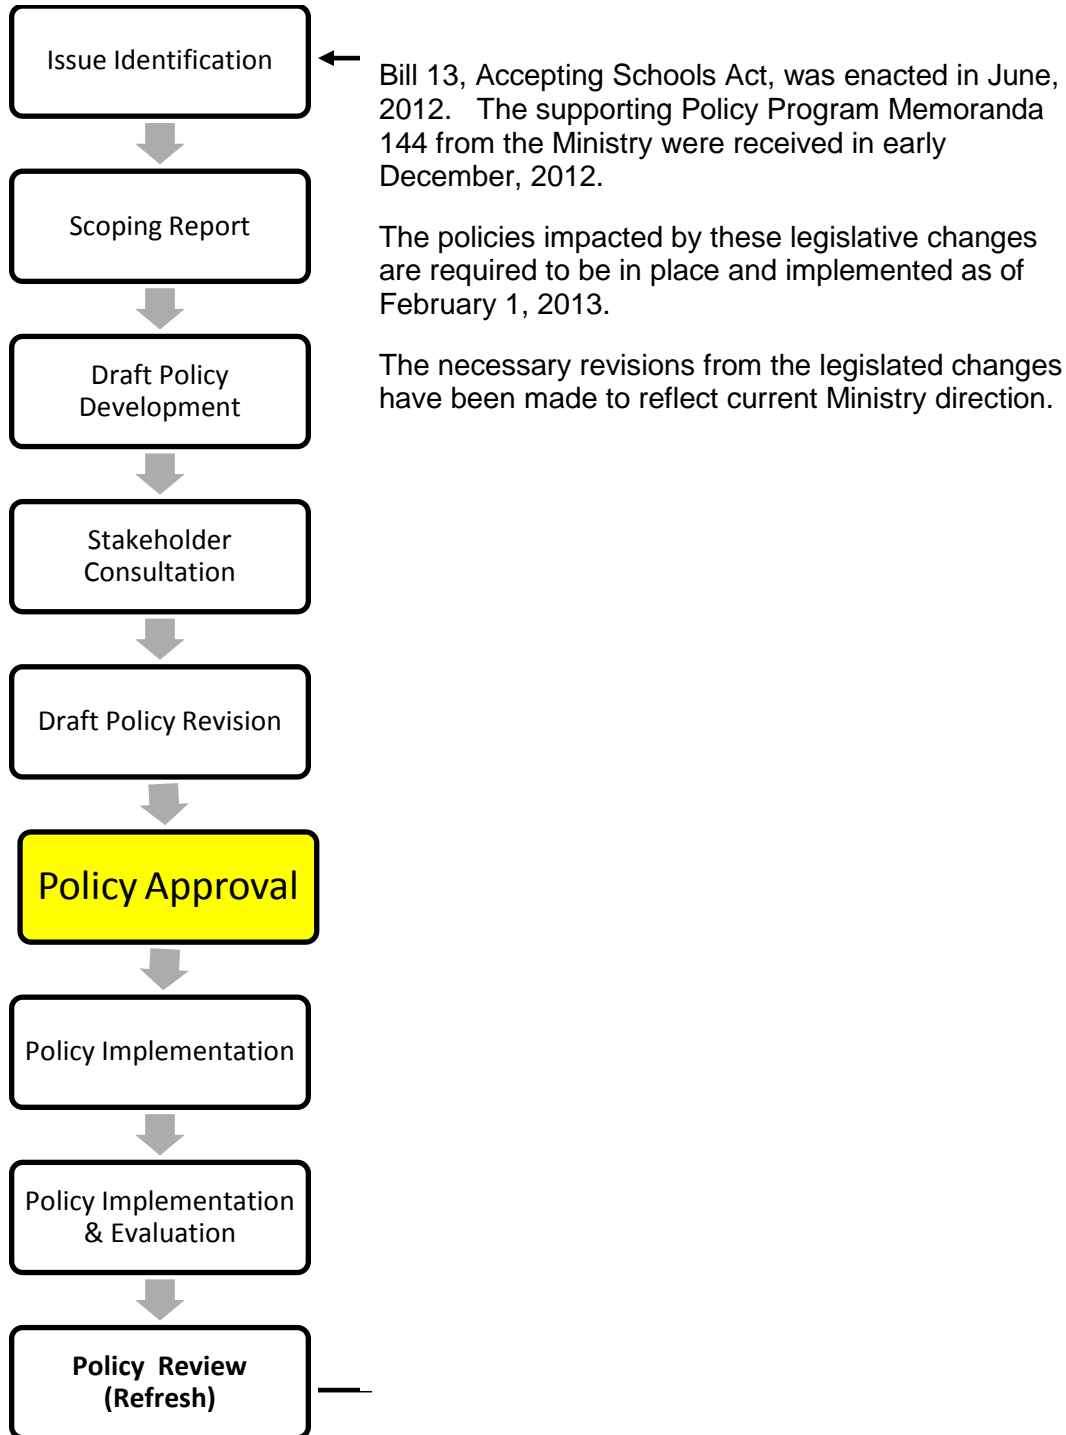 Issue Identification
Bill 13, Accepting Schools Act, was enacted in June,
2012.   The supporting Policy Program Memoranda
144 from the Ministry were received in early
December, 2012.
The policies impacted by these legislative changes
are required to be in place and implemented as of
February 1, 2013.
The necessary revisions from the legislated changes
have been made to reflect current Ministry direction.
Scoping Report
Draft Policy
Development
Stakeholder
Consultation
Draft Policy Revision
Policy Approval
Policy Implementation
Policy Implementation
& Evaluation
Policy  Review
(Refresh)